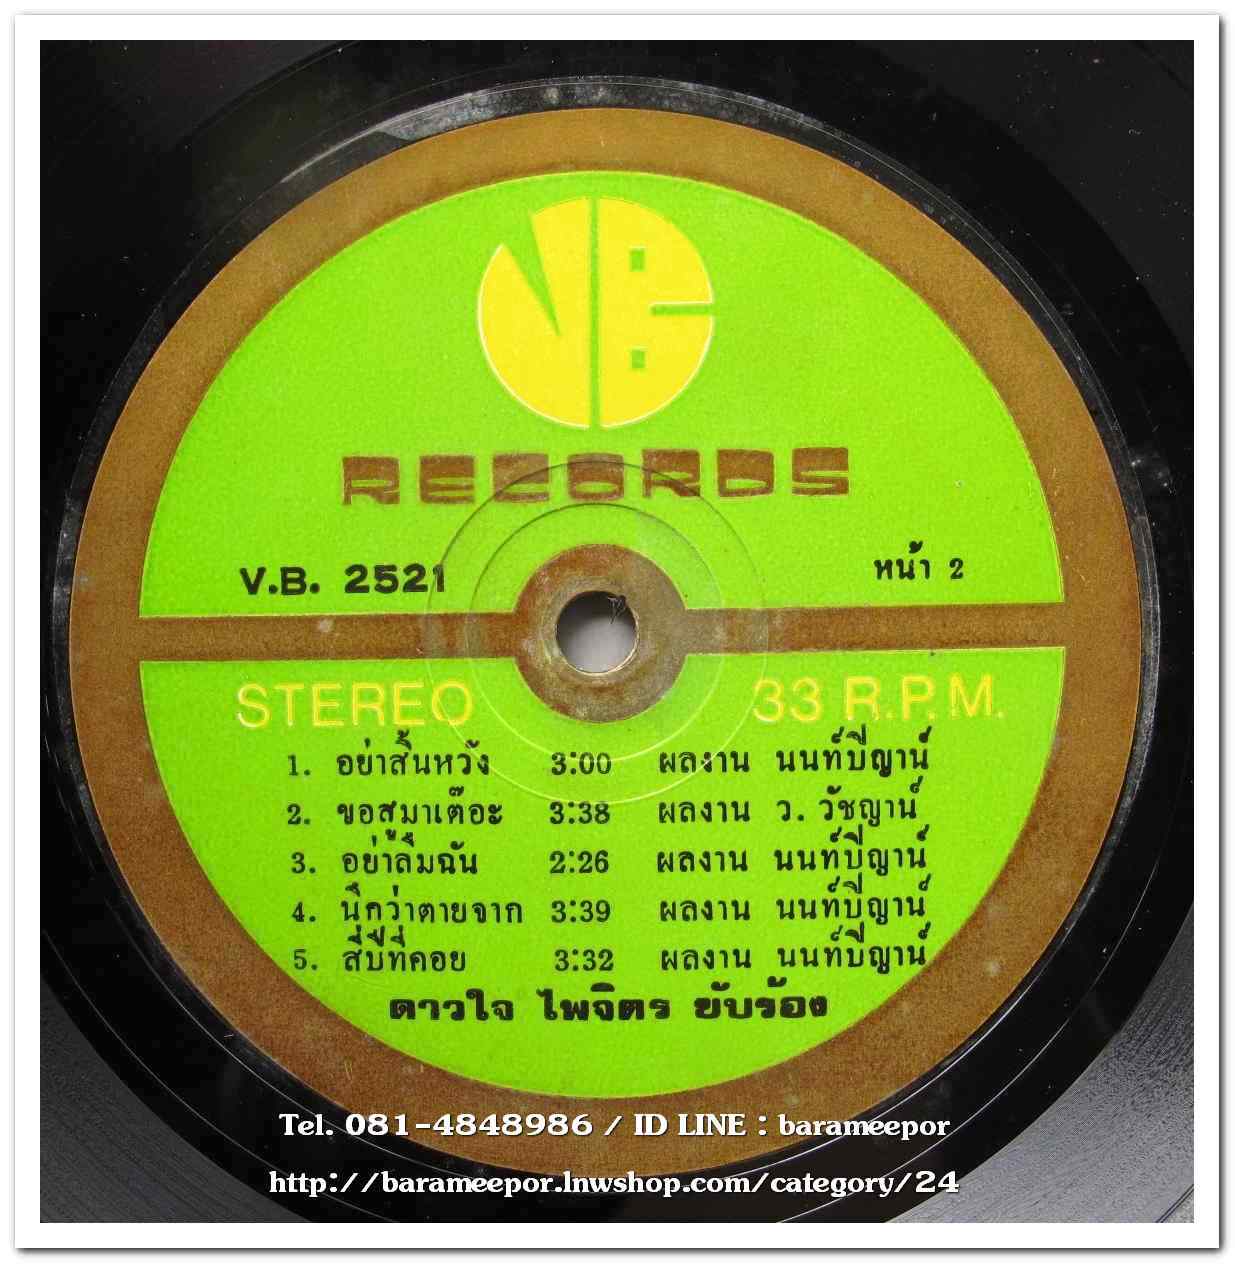 VB
RECORDS
V.B. 2521 หน้า 2
STEREO 33 R.P.M.
1. อย่าสิ้นหวัง 3:00 ผลงาน นนท์ปีญาน์
2. ขอสูมาเต๊อะ 3:38 ผลงาน ว. วัชญาน์
3. อย่าลืมฉัน 2:26 ผลงาน นนท์ปีญาน์
4. นึกว่าตายจาก 3:39 ผลงาน นนท์ปีญาน์
5. สี่ปีที่คอย 3:32 ผลงาน นนท์ปีญาน์
ดาวใจ ไพจิตร ขับร้อง
Tel. 081-4848986 / ID LINE : barameepor
http://barameepor.lnwshop.com/category/24